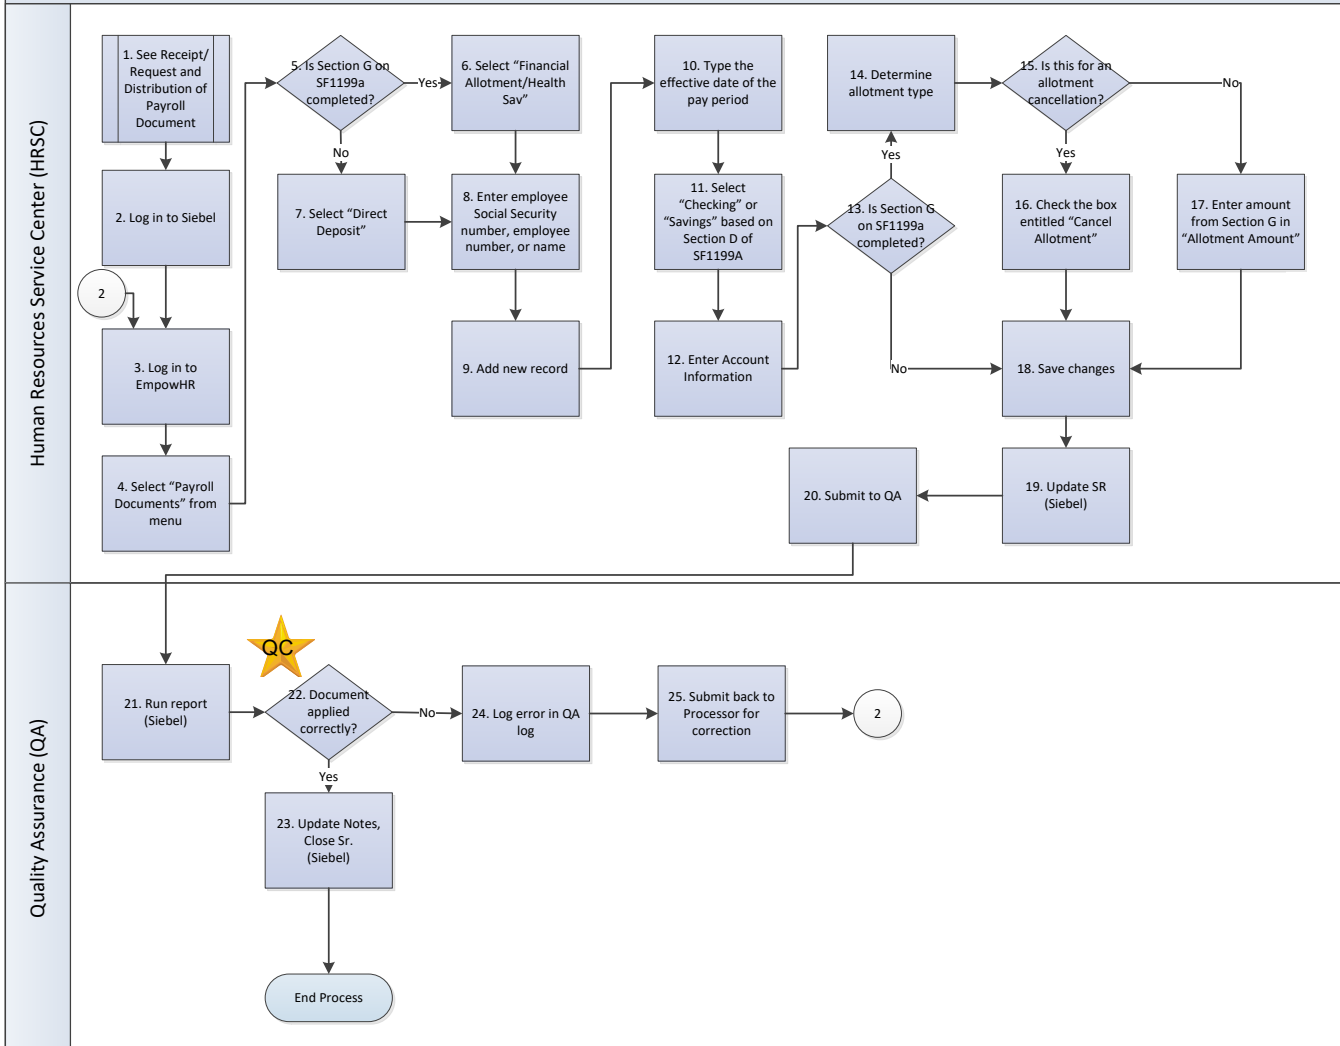 Human Resources Service Center (HRSC)
1. See Receipt/
Request and
Distribution of
Payroll
Document
2. Log in to Siebel
2
3. Log in to
EmpowHR
4. Select “Payroll
Documents” from
menu
5. Is Section G on
SF1199a
completed?
Yes
No
6. Select “Financial
Allotment/Health
Sav”
7. Select “Direct
Deposit”
8. Enter employee
Social Security
number, employee
number, or name
9. Add new record
10. Type the
effective date of the
pay period
11. Select
“Checking” or
“Savings” based on
Section D of
SF1199A
12. Enter Account
Information
13. Is Section G
on SF1199a
completed?
Yes
No
14. Determine
allotment type
15. Is this for an
allotment
cancellation?
Yes
No
16. Check the box
entitled “Cancel
Allotment”
17. Enter amount
from Section G in
“Allotment Amount”
18. Save changes
19. Update SR
(Siebel)
20. Submit to QA
Quality Assurance (QA)
21. Run report
(Siebel)
QC
22. Document
applied
correctly?
No
Yes
23. Update Notes,
Close Sr.
(Siebel)
24. Log error in QA
log
25. Submit back to
Processor for
correction
2
End Process